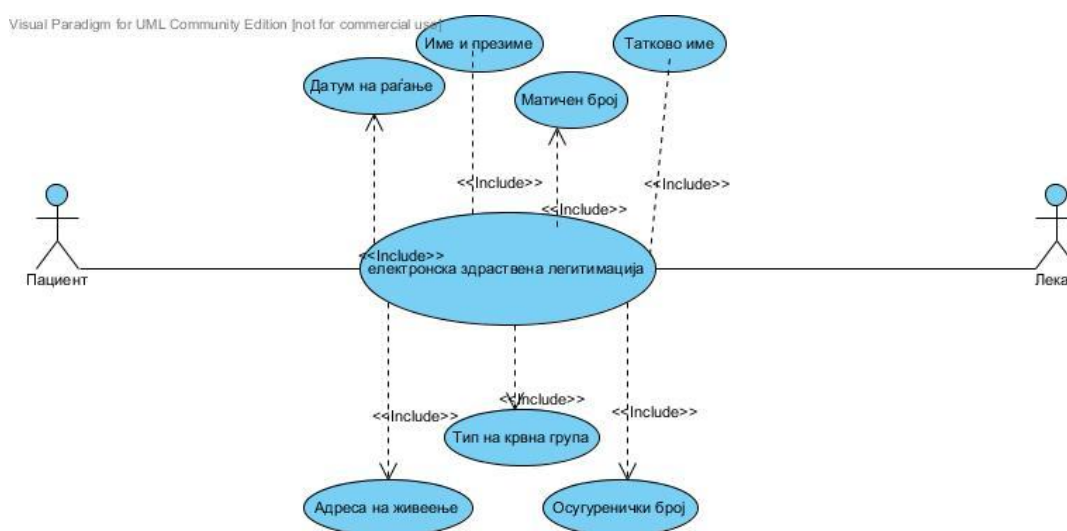 Visual Paradigm for UML Community Edition [not for commercial use]
Име и презиме
Татково име
Датум на раѓање
Матичен број
<<Include>>
<<Include>>
<<Include>>
<<Include>>
електронска здраствена легитимација
Пациент
Лека
<<Include>>
<<Include>>
<<Include>>
Тип на крвна група
Адреса на живеење
Осугуренички број